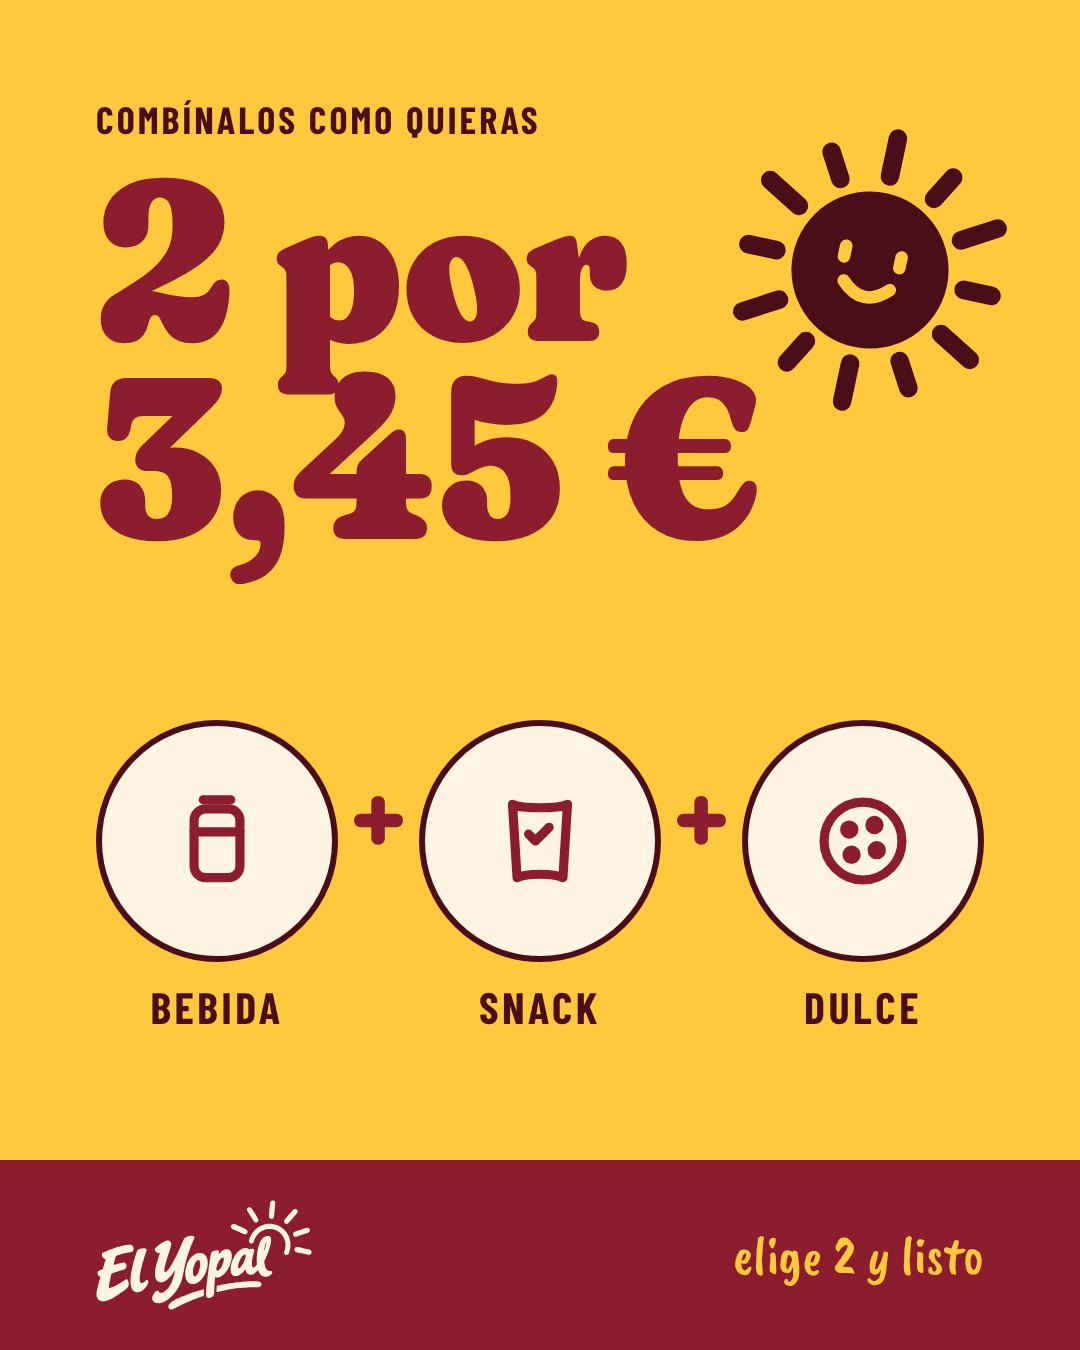 COMBÍNALOS COMO QUIERAS
2 por
3,45 €
+ +
BEBIDA SNACK DULCE
El Yopal
elige 2 y listo